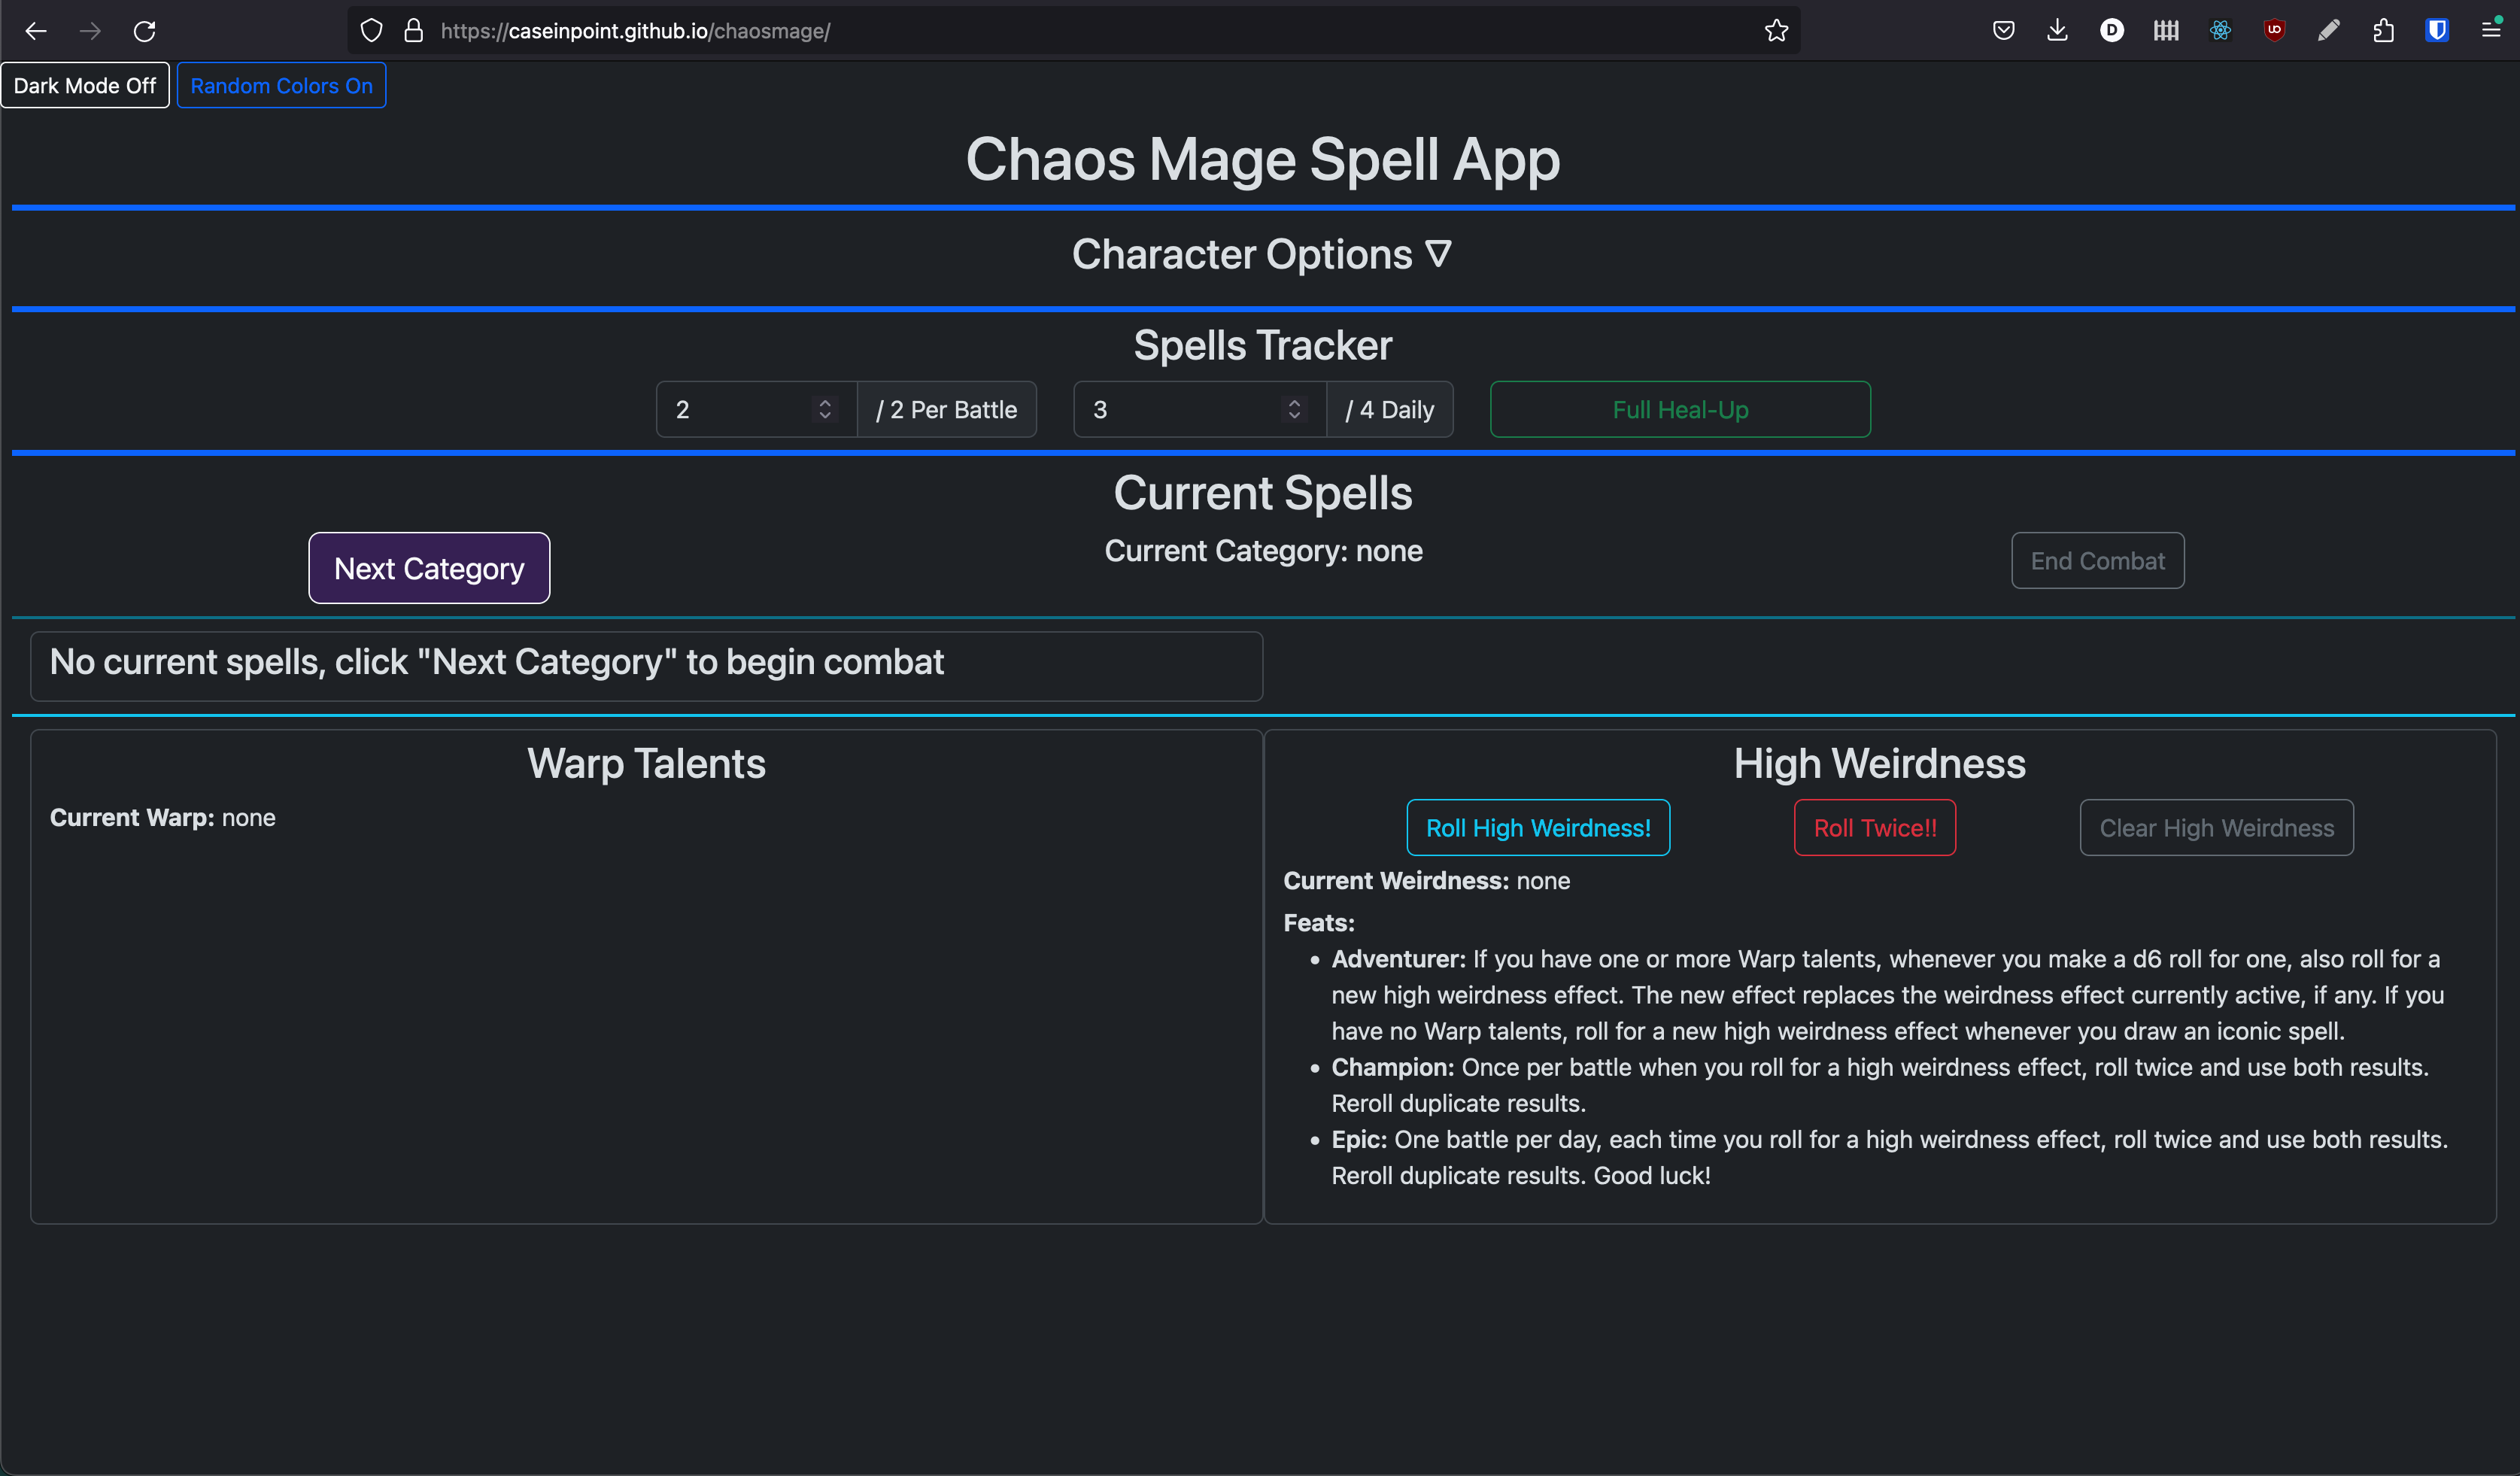 https://caseinpoint.github.io/chaosmage/
Dark Mode Off
Random Colors On
Chaos Mage Spell App
Character Options ▽
Spells Tracker
2 / 2 Per Battle
3 / 4 Daily
Full Heal-Up
Current Spells
Next Category
Current Category: none
End Combat
No current spells, click "Next Category" to begin combat
Warp Talents
Current Warp: none
High Weirdness
Roll High Weirdness!
Roll Twice!!
Clear High Weirdness
Current Weirdness: none
Feats:
• Adventurer: If you have one or more Warp talents, whenever you make a d6 roll for one, also roll for a
new high weirdness effect. The new effect replaces the weirdness effect currently active, if any. If you
have no Warp talents, roll for a new high weirdness effect whenever you draw an iconic spell.
• Champion: Once per battle when you roll for a high weirdness effect, roll twice and use both results.
Reroll duplicate results.
• Epic: One battle per day, each time you roll for a high weirdness effect, roll twice and use both results.
Reroll duplicate results. Good luck!